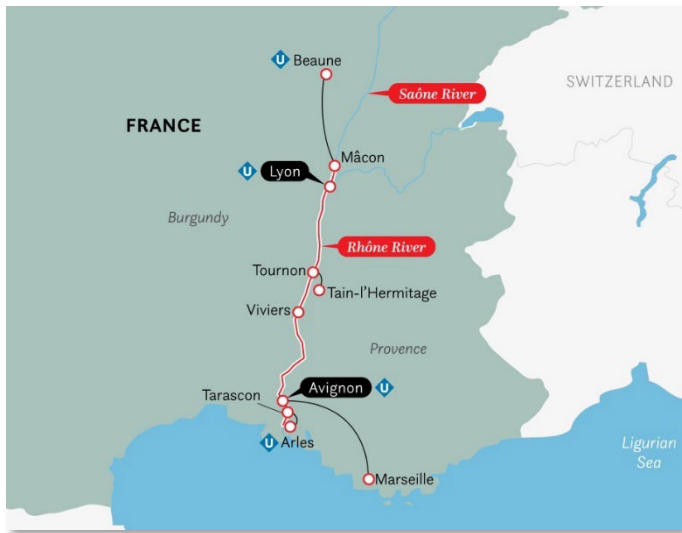 U Beaune
SWITZERLAND
Saône River
FRANCE
Mâcon
U Lyon
Burgundy
Rhône River
Tournon
Tain-l'Hermitage
Viviers
Provence
Avignon U
Tarascon
U Arles
Ligurian
Sea
Marseille